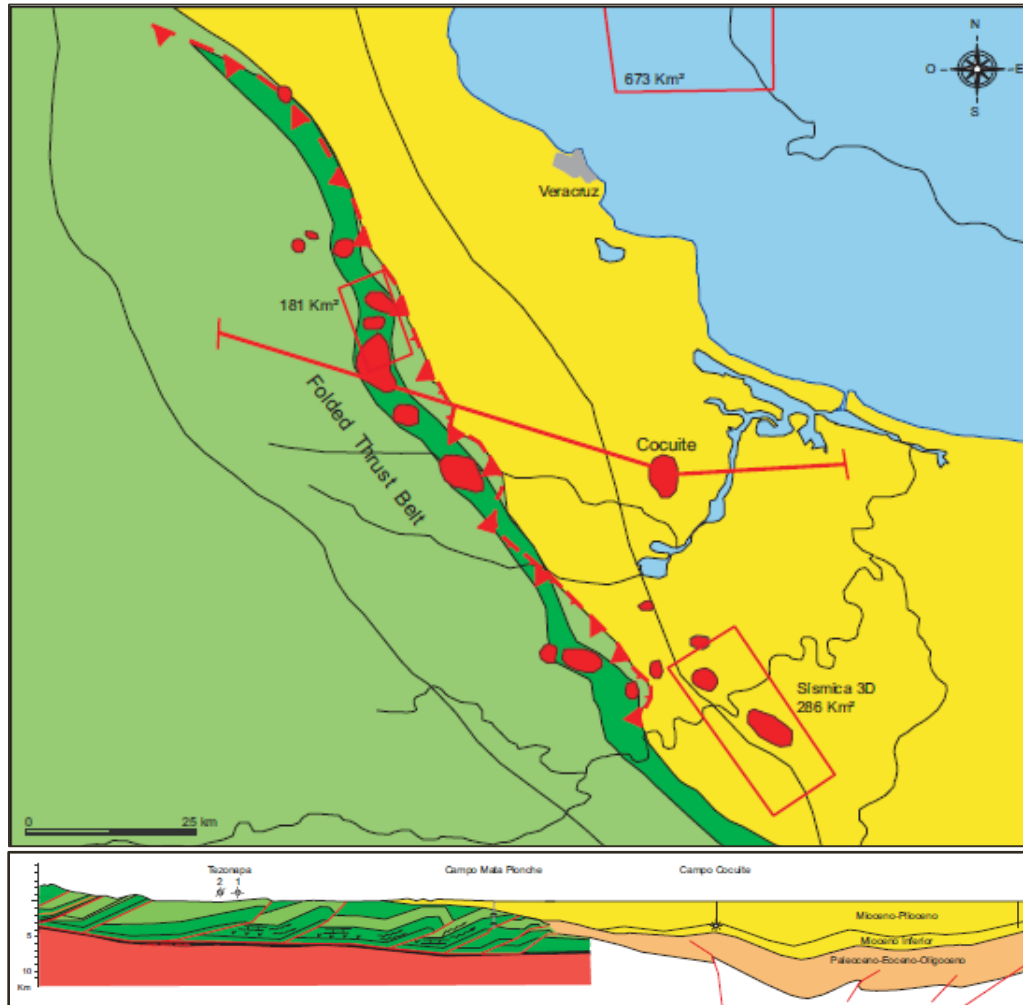 N
O
E
S
673 Km²
Veracruz
181 Km²
Folded Thrust Belt
Cocuite
Sísmica 3D
286 Km²
0
25 km
Tezonapa
2 1
Campo Mata Pionche
Campo Cocuite
Mioceno-Plioceno
Mioceno Inferior
Paleoceno-Eoceno-Oligoceno
5
10
Km